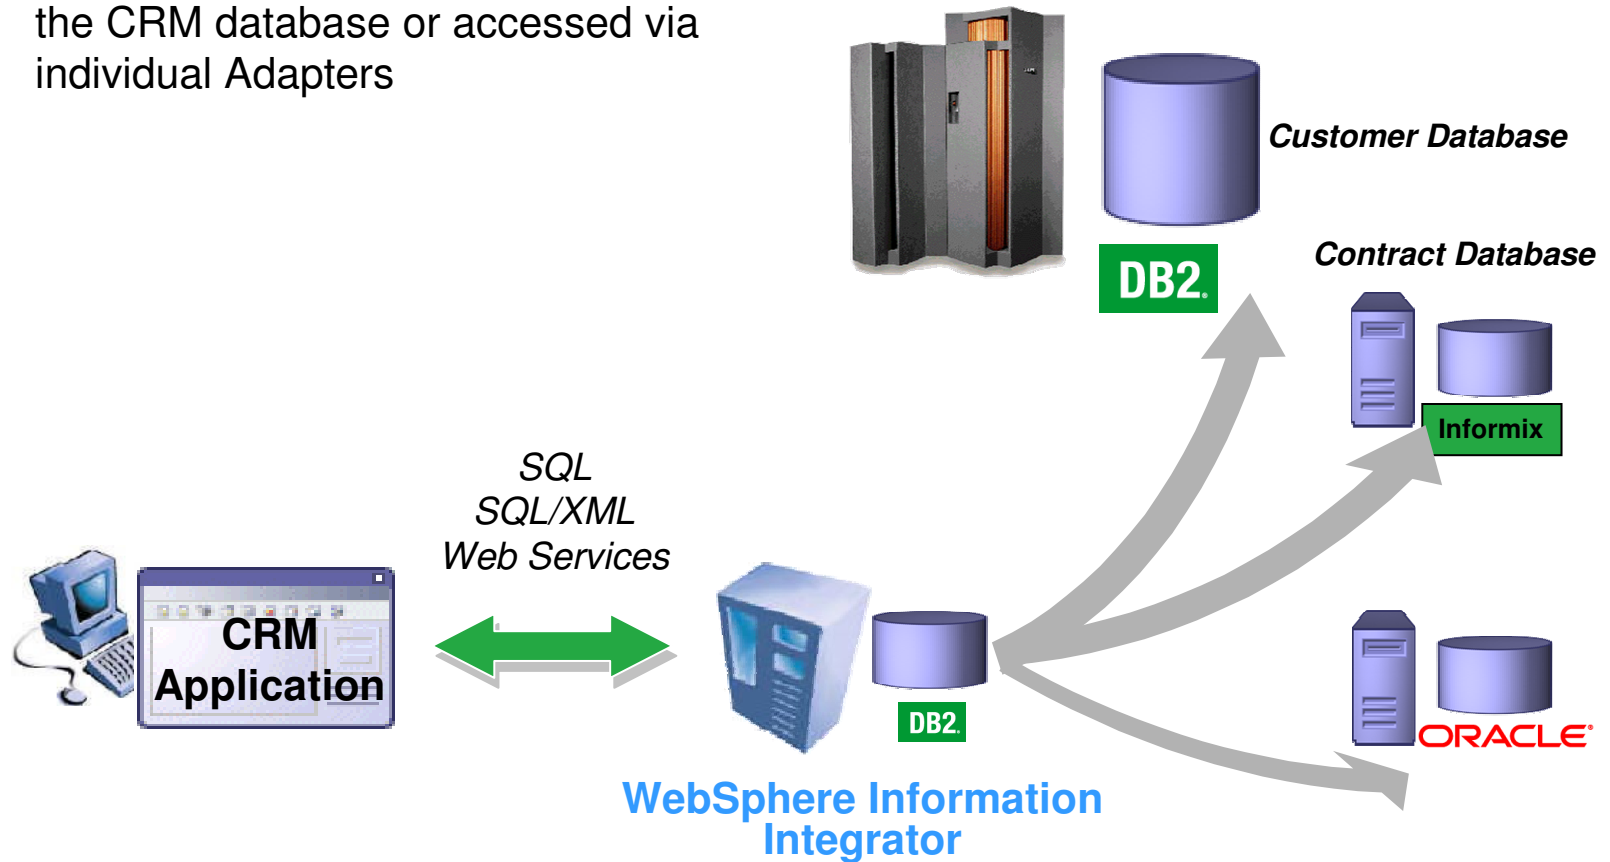 the CRM database or accessed via
individual Adapters
Customer Database
DB2.
Contract Database
Informix
SQL
SQL/XML
Web Services
CRM
Application
DB2.
ORACLE®
WebSphere Information
Integrator